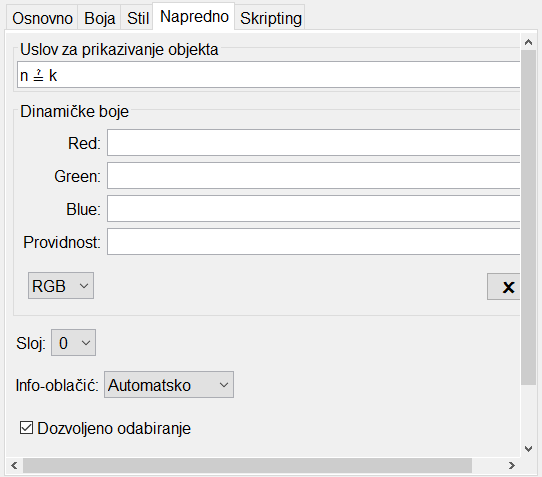 Osnovno Boja Stil Napredno Skripting
Uslov za prikazivanje objekta
n ≟ k
Dinamičke boje
Red:
Green:
Blue:
Providnost:
RGB
x
Sloj: 0
Info-oblačić: Automatsko
Dozvoljeno odabiranje